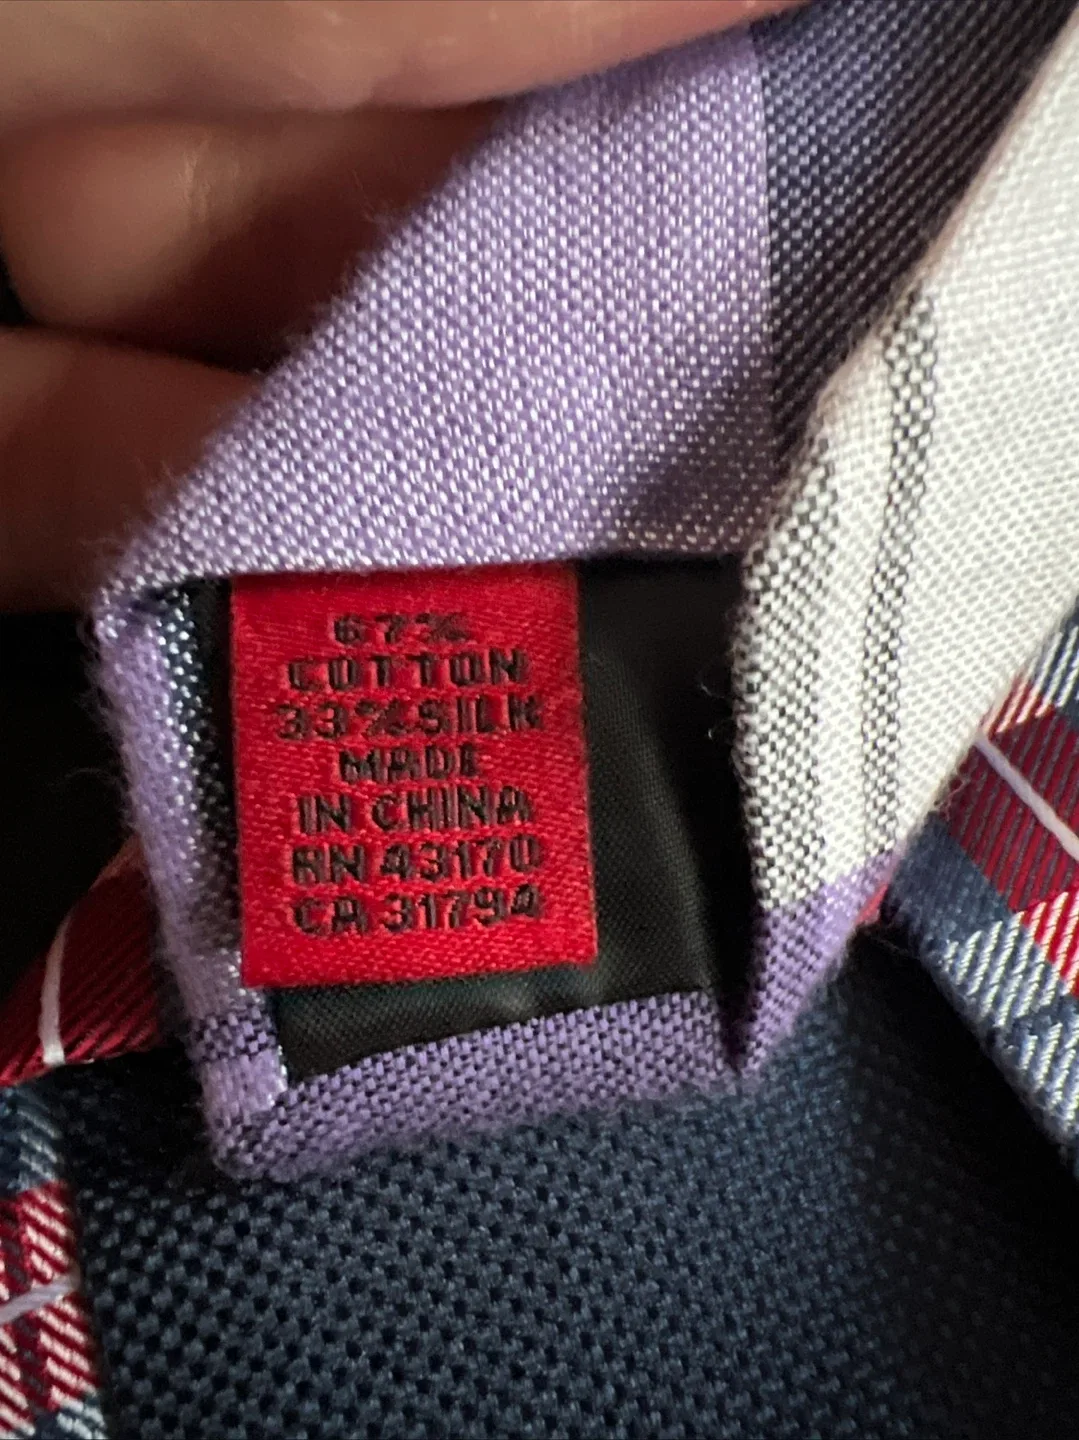 67%
COTTON
33%SILK
MADE
IN CHINA
RN 43170
CA 31794